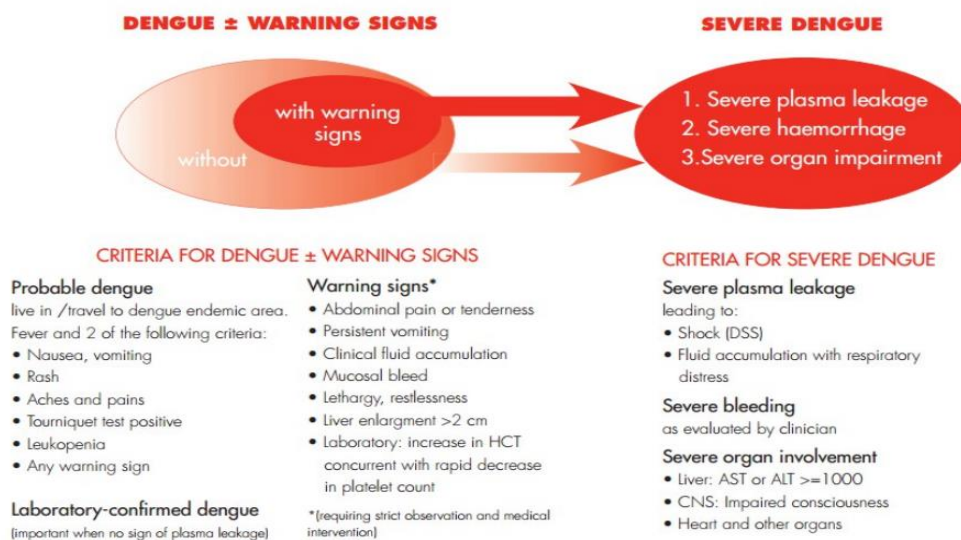 DENGUE ± WARNING SIGNS
SEVERE DENGUE
with warning
signs
without
1. Severe plasma leakage
2. Severe haemorrhage
3.Severe organ impairment
CRITERIA FOR DENGUE ± WARNING SIGNS
Probable dengue
live in /travel to dengue endemic area.
Fever and 2 of the following criteria:
• Nausea, vomiting
• Rash
• Aches and pains
• Tourniquet test positive
• Leukopenia
• Any warning sign
Laboratory-confirmed dengue
(important when no sign of plasma leakage)
Warning signs*
• Abdominal pain or tenderness
• Persistent vomiting
• Clinical fluid accumulation
• Mucosal bleed
• Lethargy, restlessness
• Liver enlargment >2 cm
• Laboratory: increase in HCT
concurrent with rapid decrease
in platelet count
*(requiring strict observation and medical
intervention)
CRITERIA FOR SEVERE DENGUE
Severe plasma leakage
leading to:
• Shock (DSS)
• Fluid accumulation with respiratory
distress
Severe bleeding
as evaluated by clinician
Severe organ involvement
• Liver: AST or ALT >=1000
• CNS: Impaired consciousness
• Heart and other organs